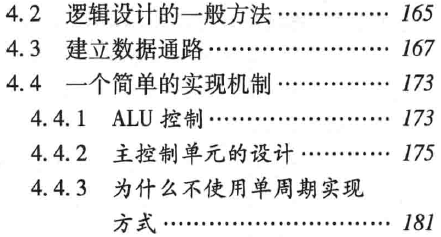 4.2 逻辑设计的一般方法 ················ 165
4.3 建立数据通路 ························ 167
4.4 一个简单的实现机制 ················ 173
4.4.1 ALU 控制 ························ 173
4.4.2 主控制单元的设计 ············ 175
4.4.3 为什么不使用单周期实现
方式 ······························ 181